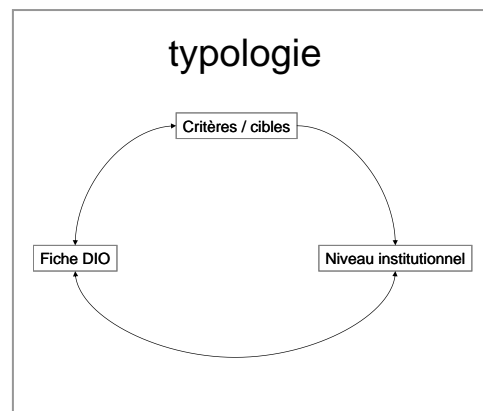 typologie
Critères / cibles
Fiche DIO
Niveau institutionnel